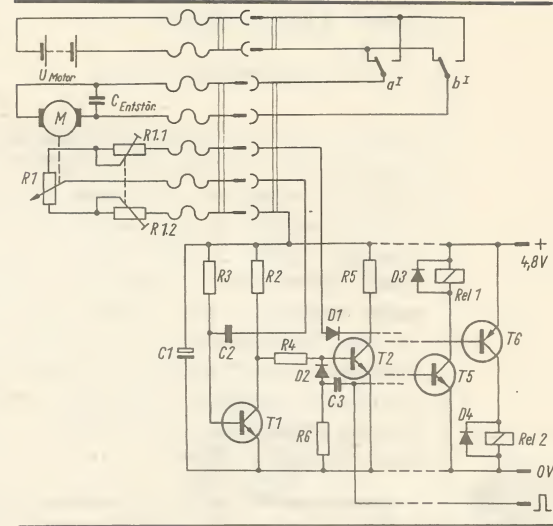 U Motor
C Entstör.
M
a I
b I
R1.1
R1
R1.2
+
4,8V
R3
R2
R5
D3
Rel 1
D1
T6
C1
C2
R4
T2
D2
C3
T5
T1
R6
D4
Rel 2
0V